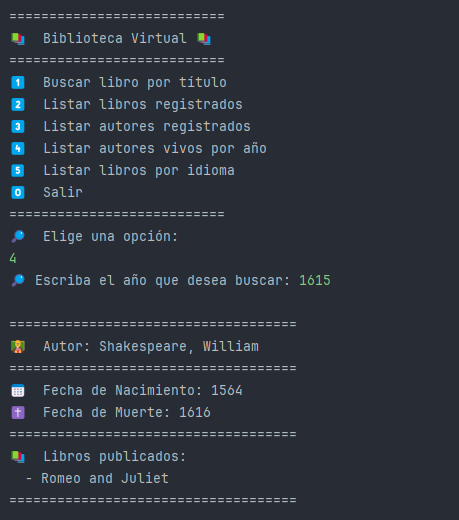 ===========================
📚 Biblioteca Virtual 📚
===========================
1️⃣ Buscar libro por título
2️⃣ Listar libros registrados
3️⃣ Listar autores registrados
4️⃣ Listar autores vivos por año
5️⃣ Listar libros por idioma
0️⃣ Salir
===========================
🔎 Elige una opción:
4
🔎 Escriba el año que desea buscar: 1615
====================================
Autor: Shakespeare, William
====================================
Fecha de Nacimiento: 1564
Fecha de Muerte: 1616
====================================
📚 Libros publicados:
- Romeo and Juliet
====================================